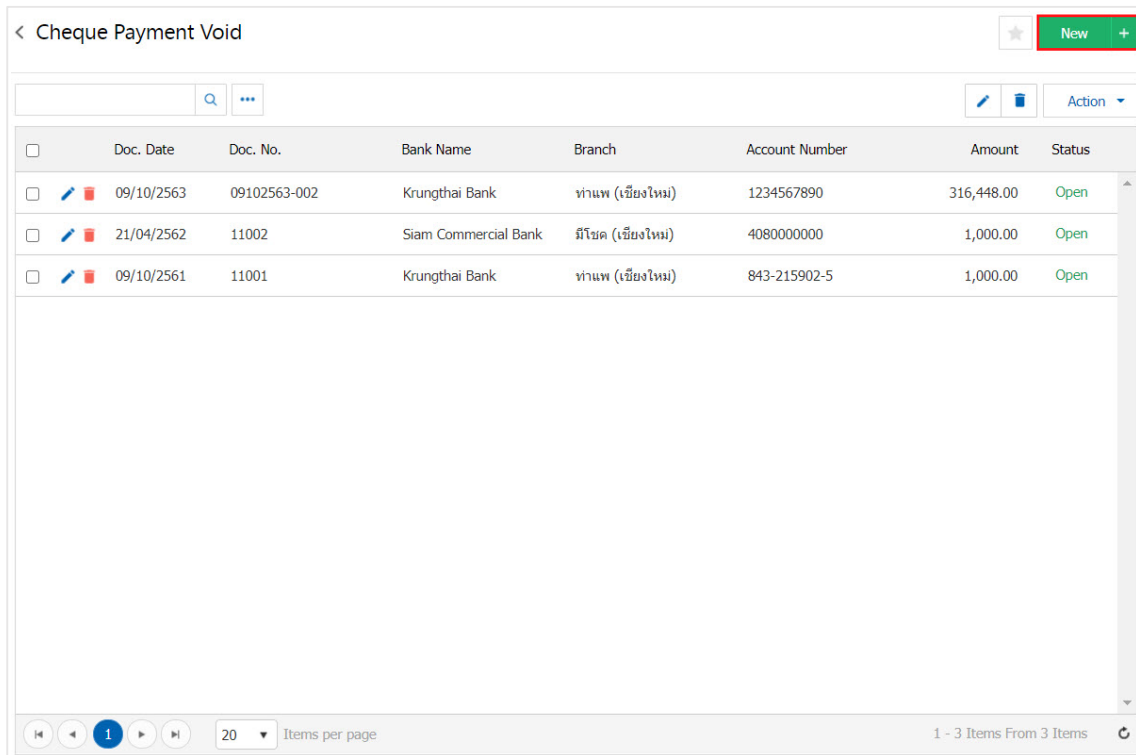 Cheque Payment Void
New +
Action
Doc. Date Doc. No. Bank Name Branch Account Number Amount Status
09/10/2563 09102563-002 Krungthai Bank ท่าแพ (เชียงใหม่) 1234567890 316,448.00 Open
21/04/2562 11002 Siam Commercial Bank มีโชค (เชียงใหม่) 4080000000 1,000.00 Open
09/10/2561 11001 Krungthai Bank ท่าแพ (เชียงใหม่) 843-215902-5 1,000.00 Open
1 20 Items per page 1 - 3 Items From 3 Items